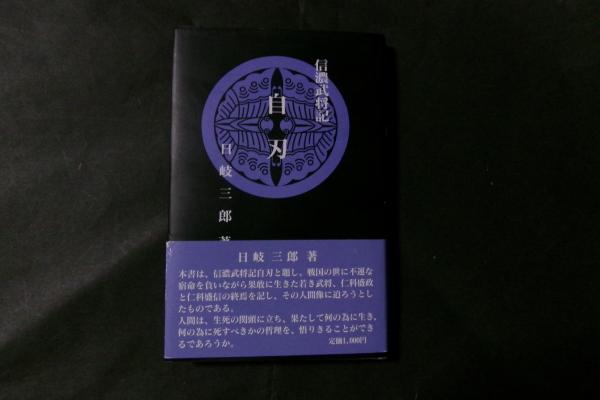 信濃武将記
自刃
日岐三郎著
日岐三郎 著
本書は、信濃武将記自刃と題し、戦国の世に不運な
宿命を負いながら果敢に生きた若き武将、仁科盛政
と仁科盛信の終焉を記し、その人間像に迫ろうとし
たものである。
人間は、生死の関頭に立ち、果たして何の為に生き、
何の為に死すべきかの哲理を、悟りきることができ
るであろうか。
定価1,000円